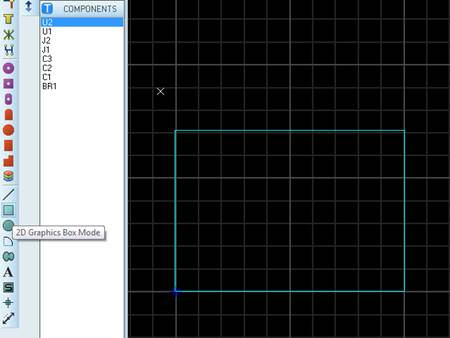 T COMPONENTS
U2
U1
J2
J1
C3
C2
C1
BR1
2D Graphics Box Mode
A
S